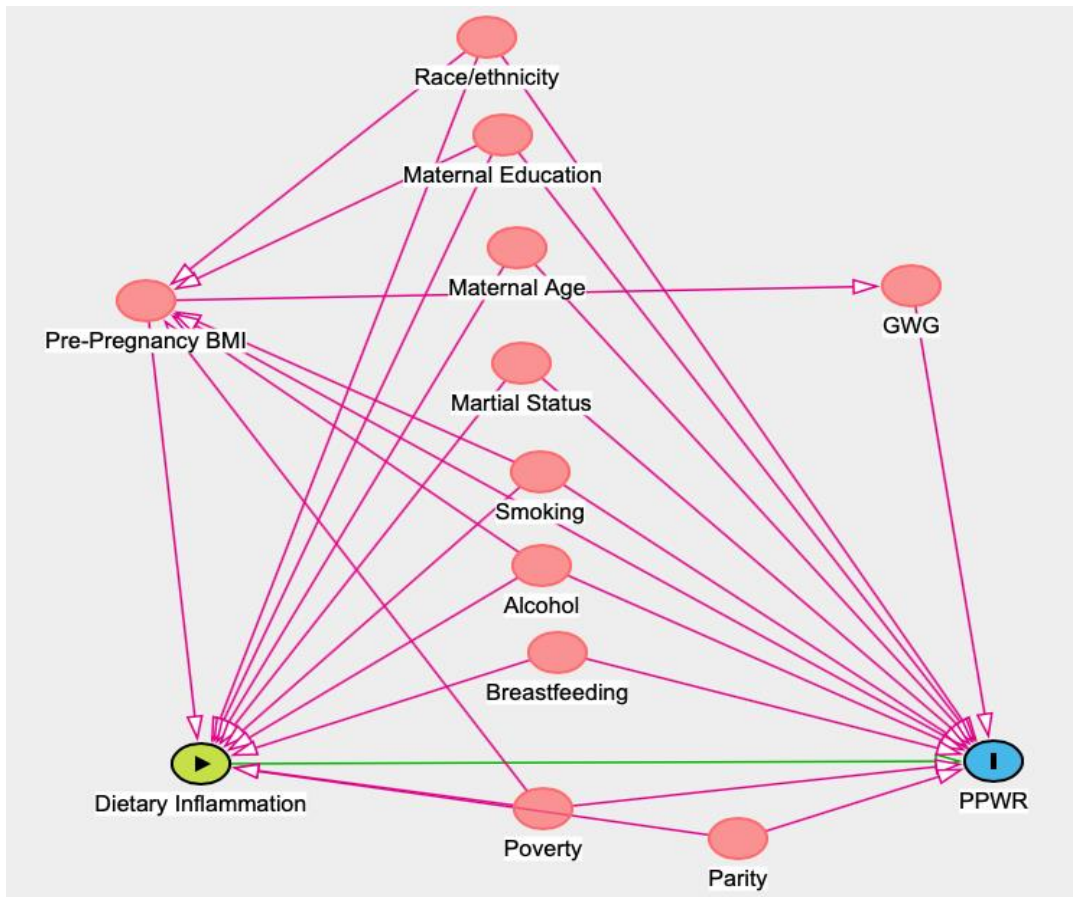 Race/ethnicity
Maternal Education
Maternal Age
GWG
Pre-Pregnancy BMI
Martial Status
Smoking
Alcohol
Breastfeeding
Dietary Inflammation
PPWR
Poverty
Parity